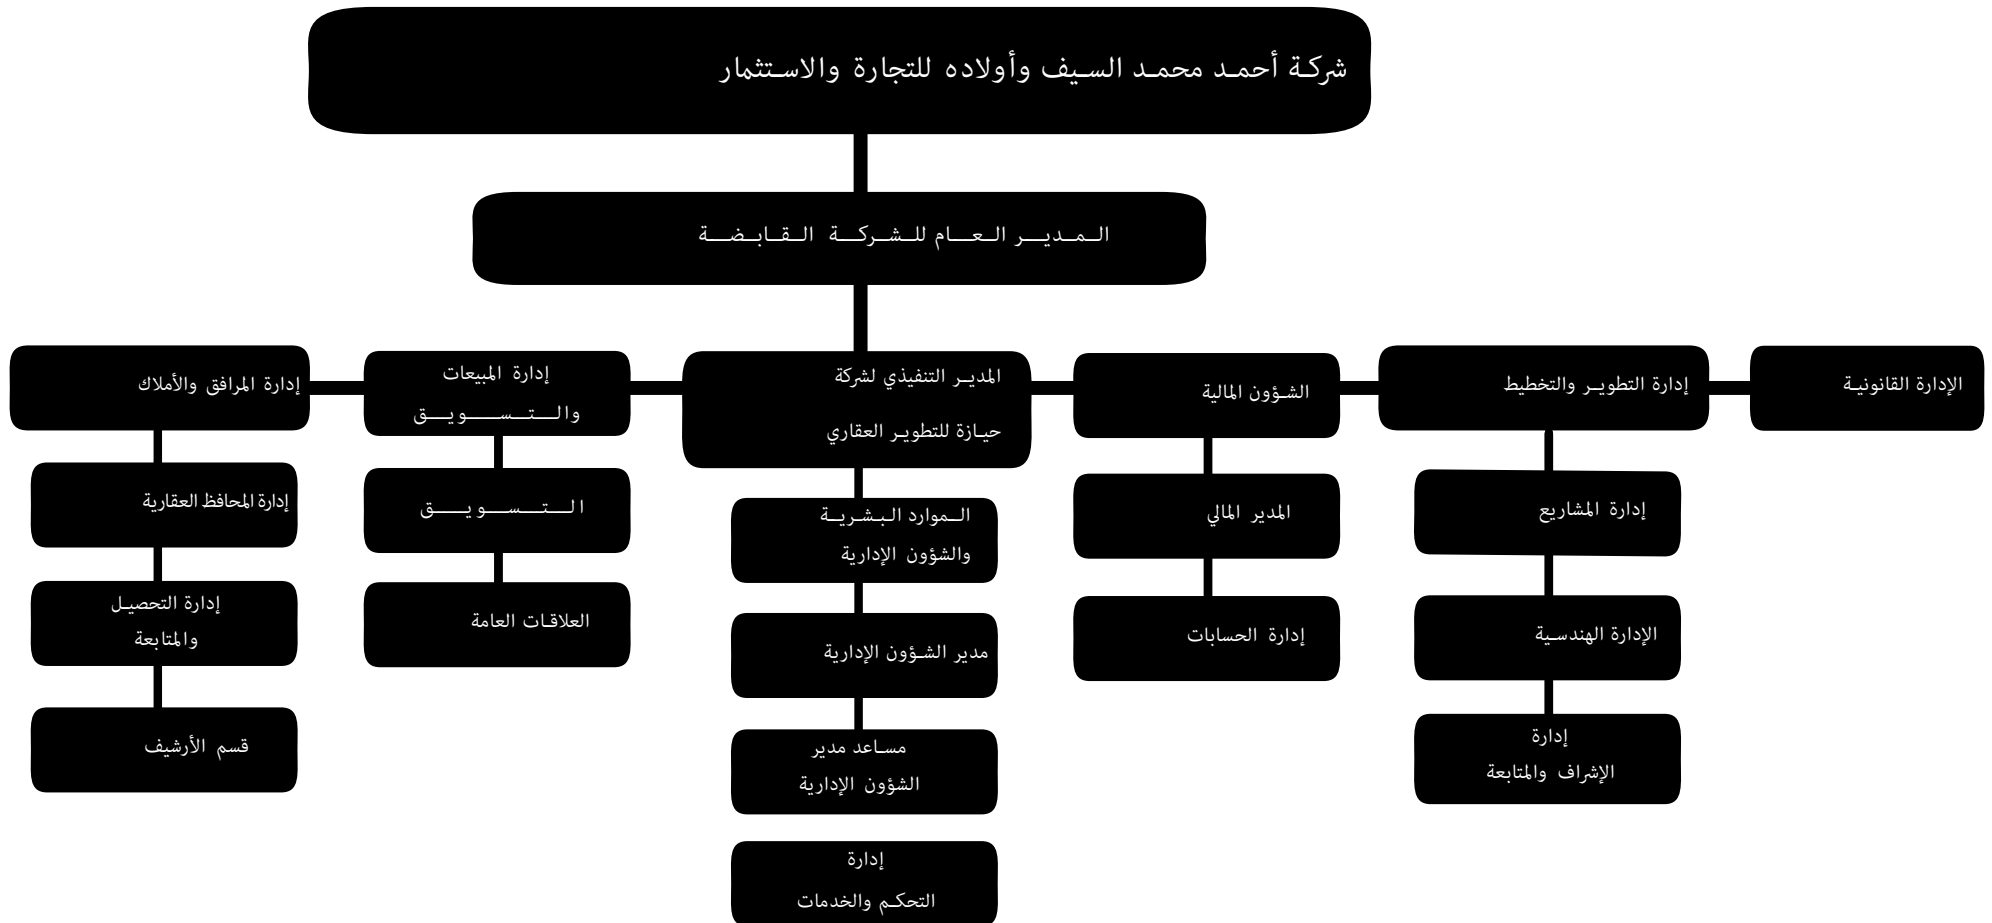 شركة أحمد محمد السيف وأولاده للتجارة والاستثمار
المدير العام للشركة القابضة
الإدارة القانونية
إدارة التطوير والتخطيط
الشؤون المالية
المدير التنفيذي لشركة
حيازة للتطوير العقاري
إدارة المبيعات
والتسويق
إدارة المرافق والأملاك
إدارة المشاريع
المدير المالي
الموارد البشرية
والشؤون الإدارية
التسويق
إدارة المحافظ العقارية
الإدارة الهندسية
إدارة الحسابات
مدير الشؤون الإدارية
العلاقات العامة
إدارة التحصيل
والمتابعة
إدارة
الإشراف والمتابعة
مساعد مدير
الشؤون الإدارية
قسم الأرشيف
إدارة
التحكم والخدمات